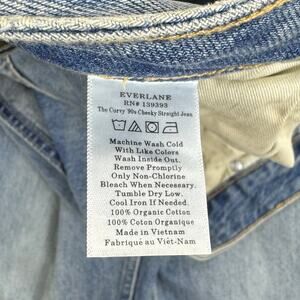 EVERLANE
RN# 139393
The Curvy '90s Cheeky Straight Jean
Machine Wash Cold
With Like Colors
Wash Inside Out.
Remove Promptly
Only Non-Chlorine
Bleach When Necessary.
Tumble Dry Low.
Cool Iron If Needed.
100% Organic Cotton
100% Coton Organique
Made in Vietnam
Fabriqué au Viêt-Nam